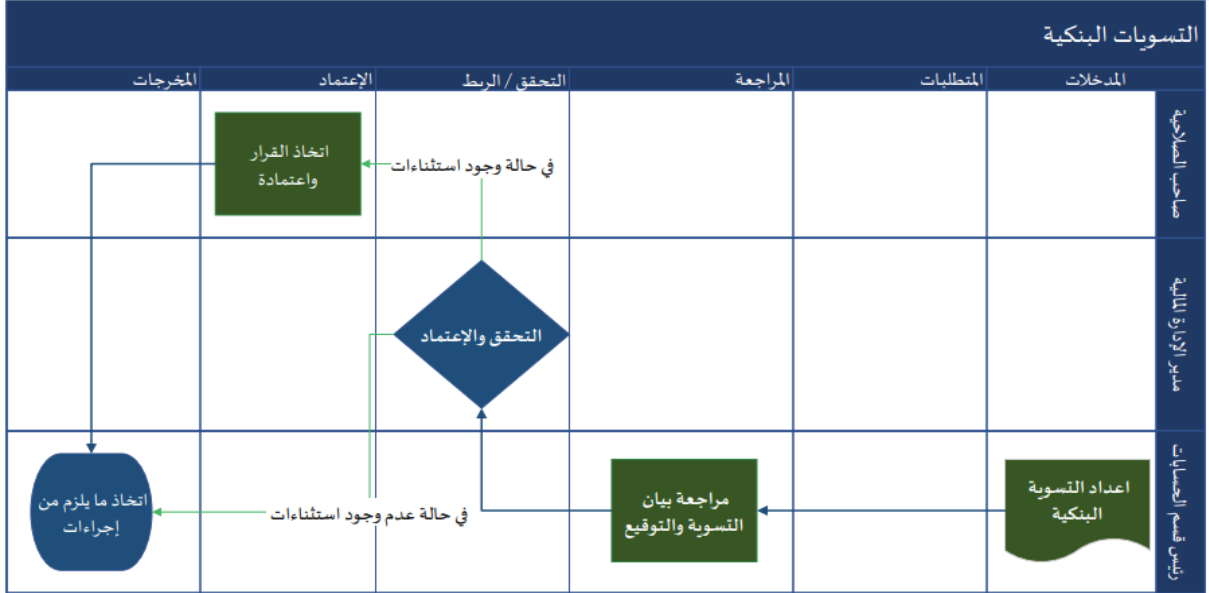 التسويات البنكية
المدخلات
المتطلبات
المراجعة
التحقق / الربط
الإعتماد
المخرجات
صاحب الصلاحية
في حالة وجود استثناءات
اتخاذ القرار
واعتمادة
مدير الإدارة المالية
التحقق والإعتماد
رئيس قسم الحسابات
اعداد التسوية
البنكية
مراجعة بيان
التسوية والتوقيع
في حالة عدم وجود استثناءات
اتخاذ ما يلزم من
إجراءات